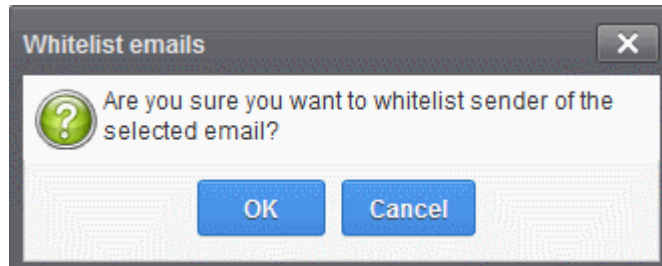 Whitelist emails
Are you sure you want to whitelist sender of the
selected email?
OK Cancel